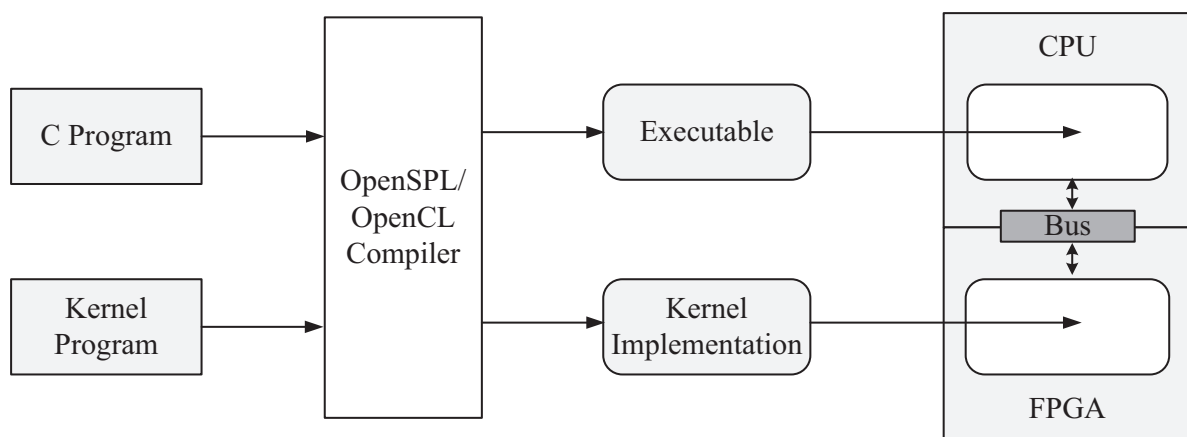 C Program
Kernel
Program
OpenSPL/
OpenCL
Compiler
Executable
Kernel
Implementation
CPU
Bus
FPGA